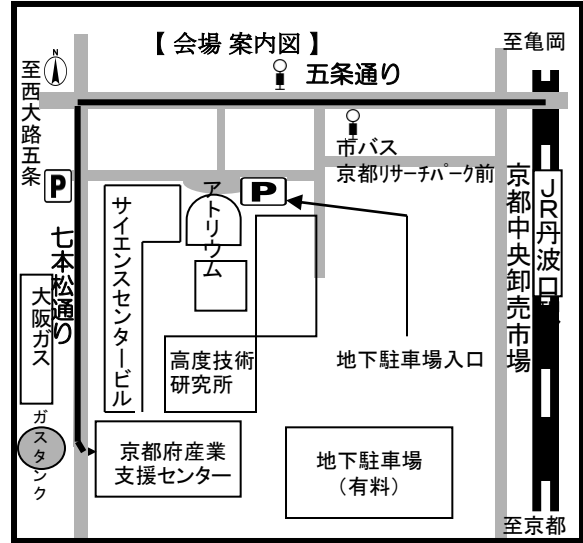 【 会場 案内図 】
至亀岡
N
五条通り
至西大路五条
市バス
京都リサーチパーク前
P
P
アトリウム
サイエンスセンタービル
七本松通り
大阪ガス
京都中央卸売市場
JR丹波口
高度技術
研究所
地下駐車場入口
ガスタンク
京都府産業
支援センター
地下駐車場
（有料）
至京都